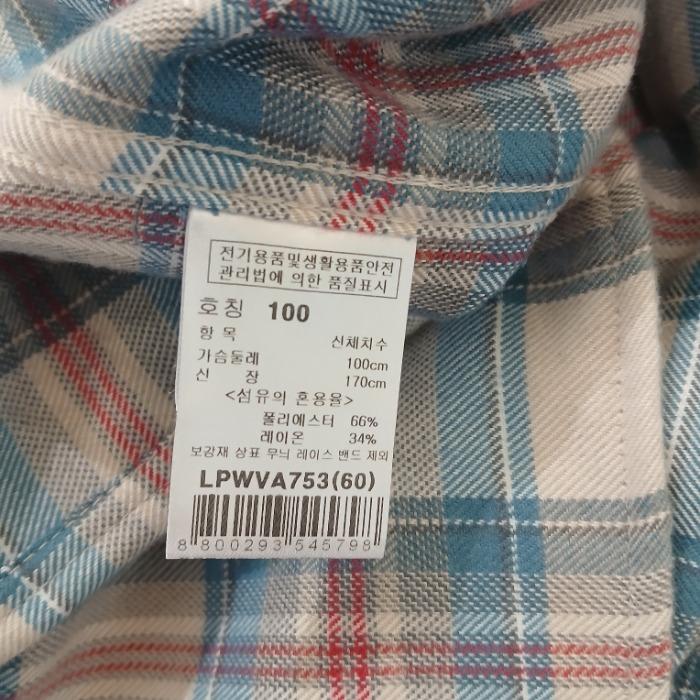 전기용품및생활용품안전
관리법에 의한 품질표시
호칭 100
항목 신체치수
가슴둘레 100cm
신 장 170cm
<섬유의 혼용율>
폴리에스터 66%
레이온 34%
보강재 상표 무늬 레이스 밴드 제외
LPWVA753(60)
8 800293 545798